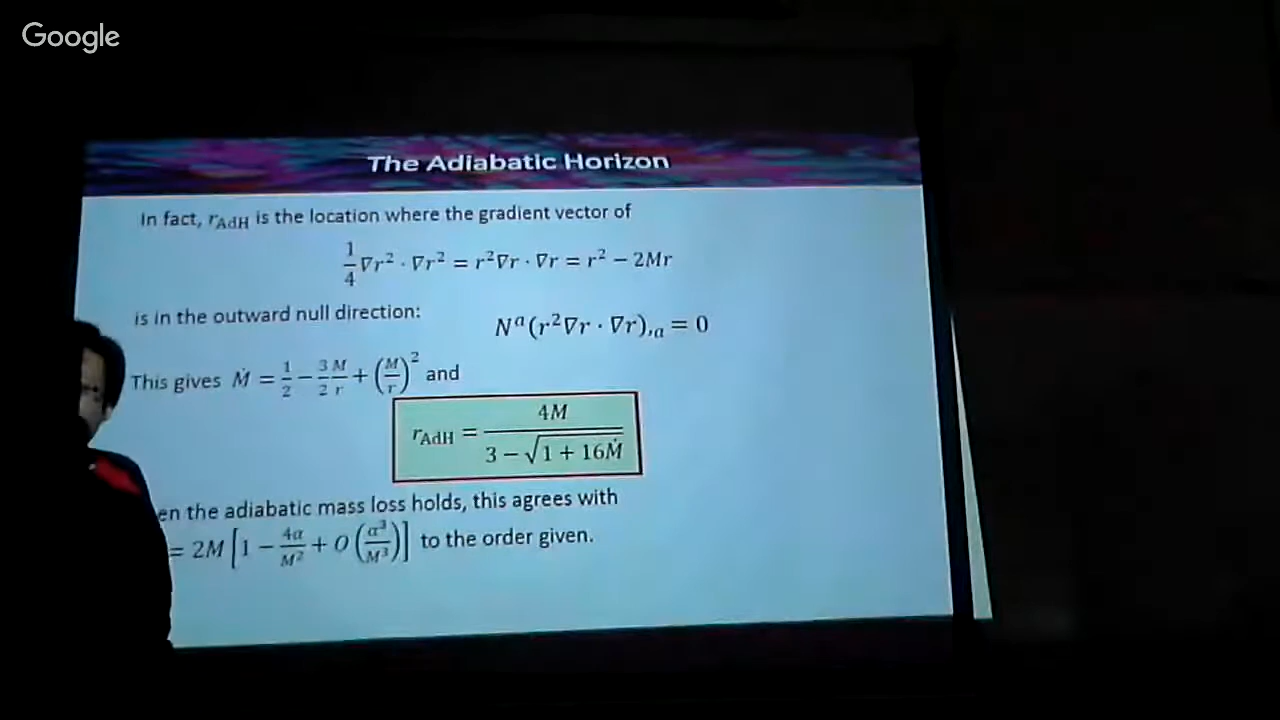 Google
The Adiabatic Horizon
In fact, r_AdH is the location where the gradient vector of
1/4 ∇r² · ∇r² = r²∇r · ∇r = r² − 2Mr
is in the outward null direction:
Nᵃ(r²∇r · ∇r),ₐ = 0
This gives Ṁ = 1/2 − 3/2 M/r + (M/r)² and
r_AdH = 4M / (3 − √(1 + 16Ṁ))
en the adiabatic mass loss holds, this agrees with
= 2M [1 − 4α/M² + O(α³/M³)] to the order given.